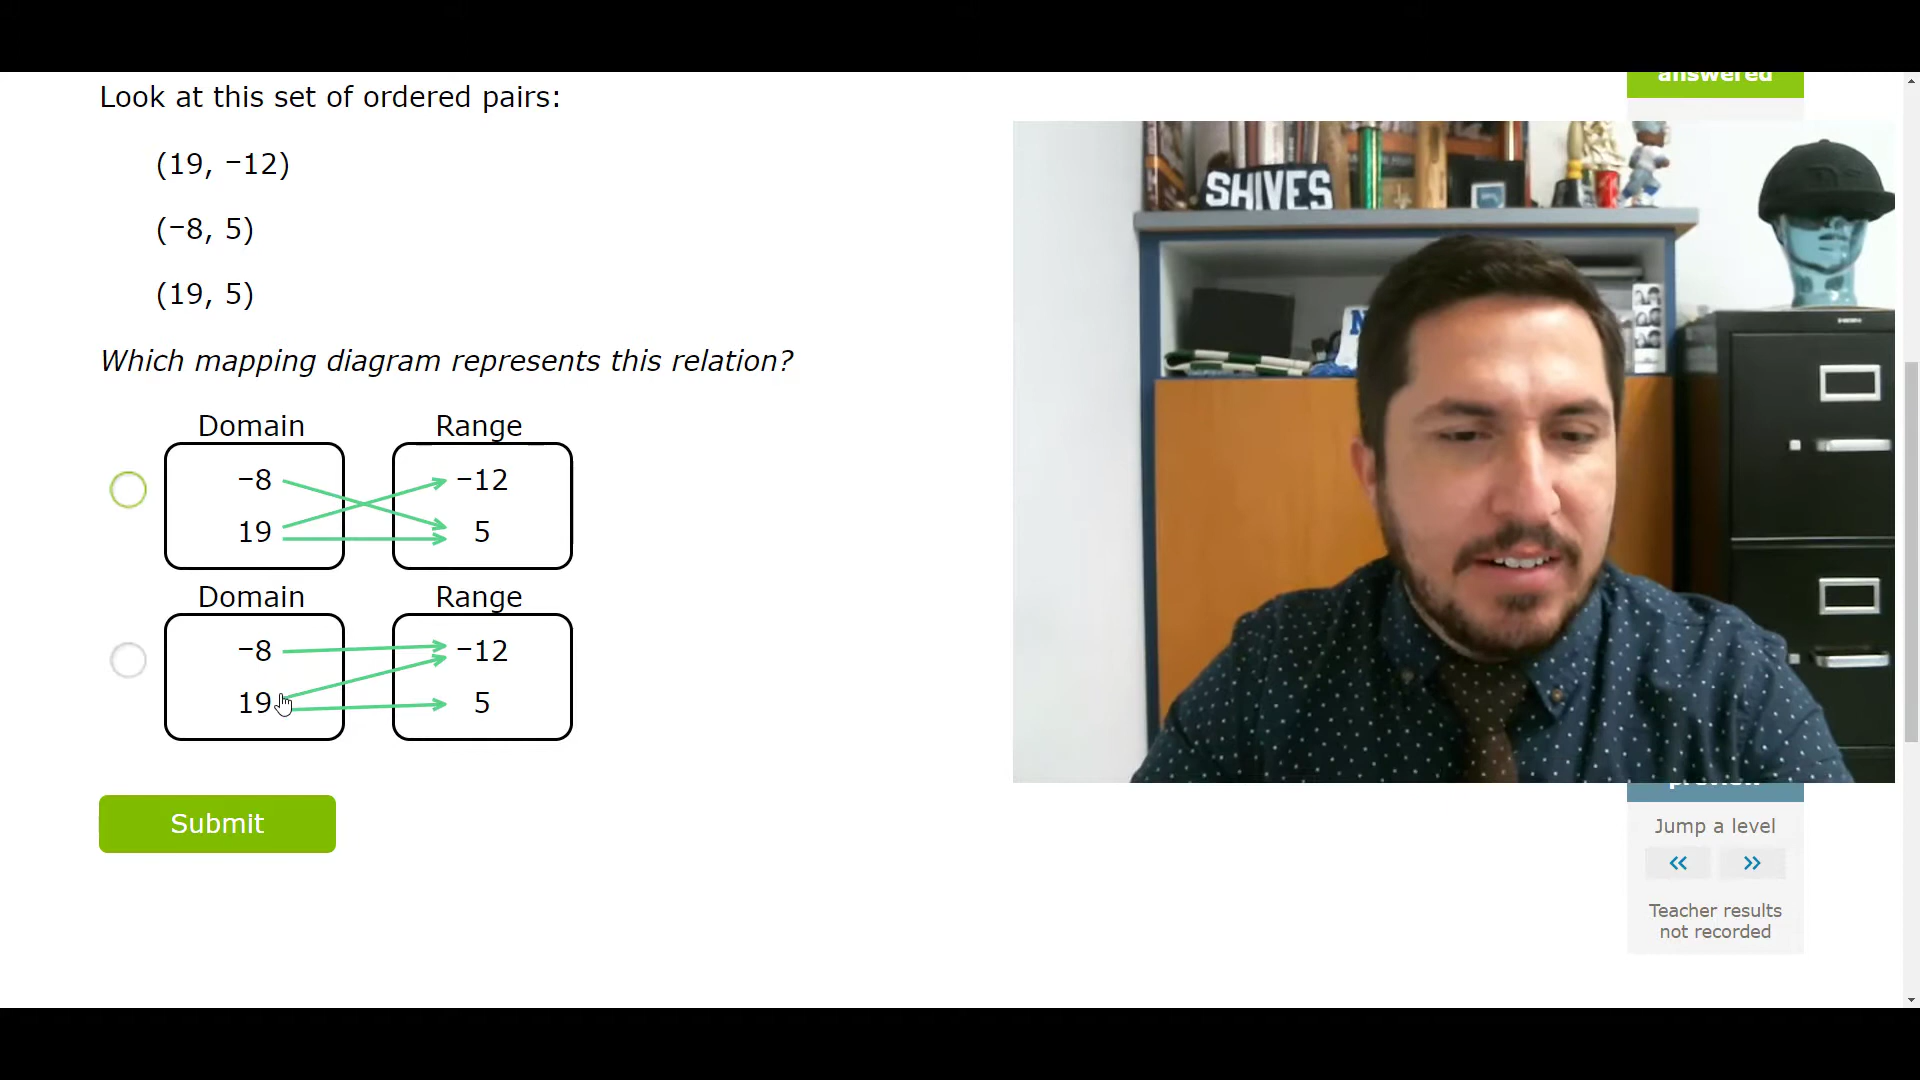 answered
Look at this set of ordered pairs:
(19, −12)
(−8, 5)
(19, 5)
Which mapping diagram represents this relation?
Domain Range
−8 −12
19 5
Domain Range
−8 −12
19 5
Submit
SHIVES
preview
Jump a level
Teacher results
not recorded